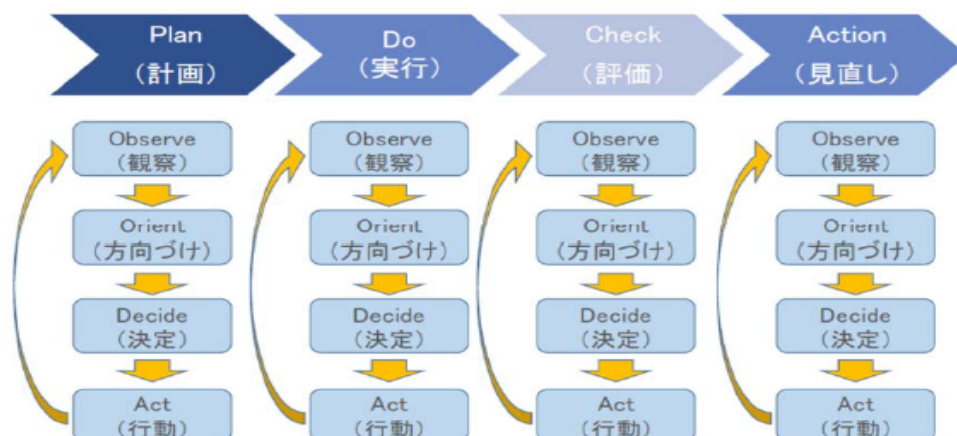 Plan
（計画）
Do
（実行）
Check
（評価）
Action
（見直し）
Observe
（観察）
Orient
（方向づけ）
Decide
（決定）
Act
（行動）
Observe
（観察）
Orient
（方向づけ）
Decide
（決定）
Act
（行動）
Observe
（観察）
Orient
（方向づけ）
Decide
（決定）
Act
（行動）
Observe
（観察）
Orient
（方向づけ）
Decide
（決定）
Act
（行動）